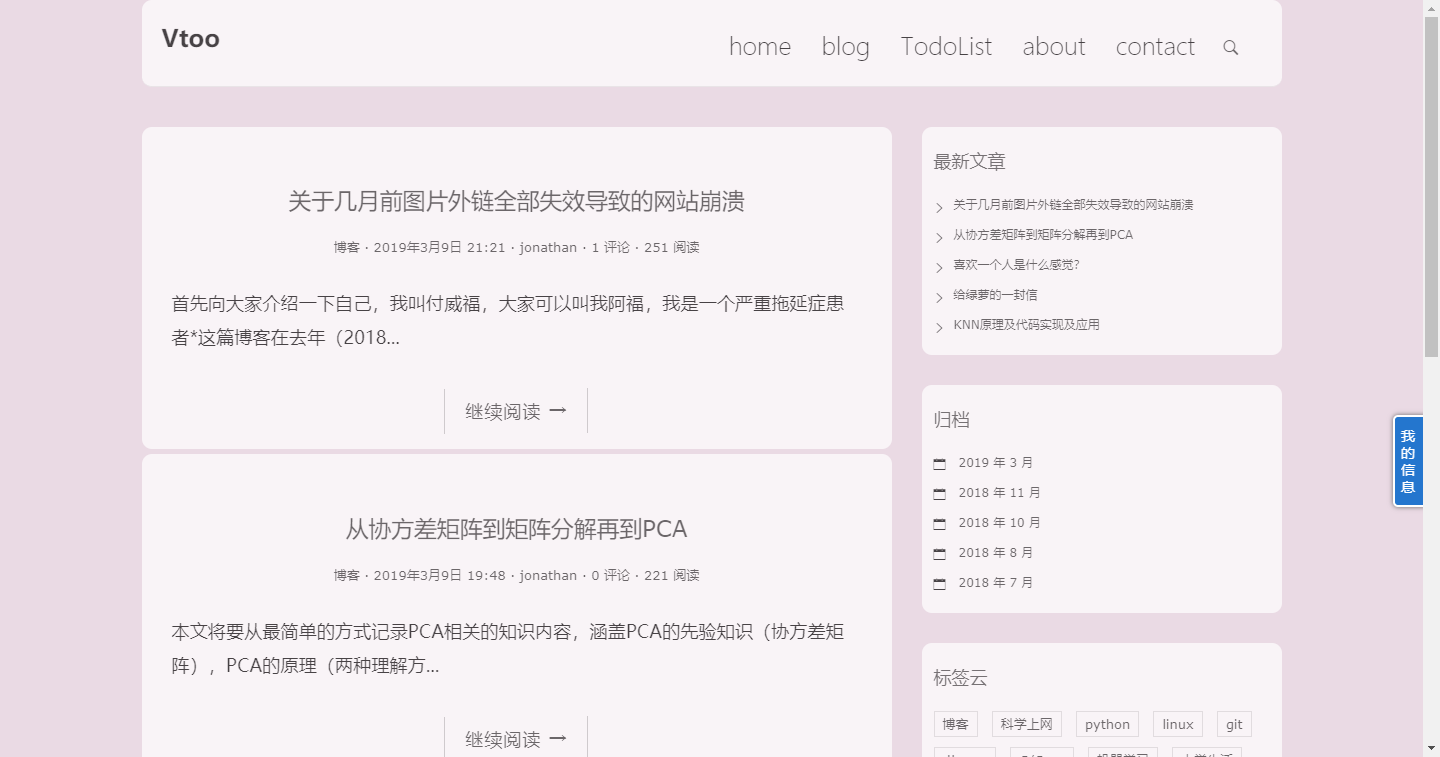 Vtoo
home blog TodoList about contact
关于几月前图片外链全部失效导致的网站崩溃
博客 · 2019年3月9日 21:21 · jonathan · 1 评论 · 251 阅读
首先向大家介绍一下自己，我叫付威福，大家可以叫我阿福，我是一个严重拖延症患
者*这篇博客在去年（2018...
继续阅读 →
从协方差矩阵到矩阵分解再到PCA
博客 · 2019年3月9日 19:48 · jonathan · 0 评论 · 221 阅读
本文将要从最简单的方式记录PCA相关的知识内容，涵盖PCA的先验知识（协方差矩
阵），PCA的原理（两种理解方...
继续阅读 →
最新文章
关于几月前图片外链全部失效导致的网站崩溃
从协方差矩阵到矩阵分解再到PCA
喜欢一个人是什么感觉？
给绿萝的一封信
KNN原理及代码实现及应用
归档
2019 年 3 月
2018 年 11 月
2018 年 10 月
2018 年 8 月
2018 年 7 月
标签云
博客 科学上网 python linux git
我的信息